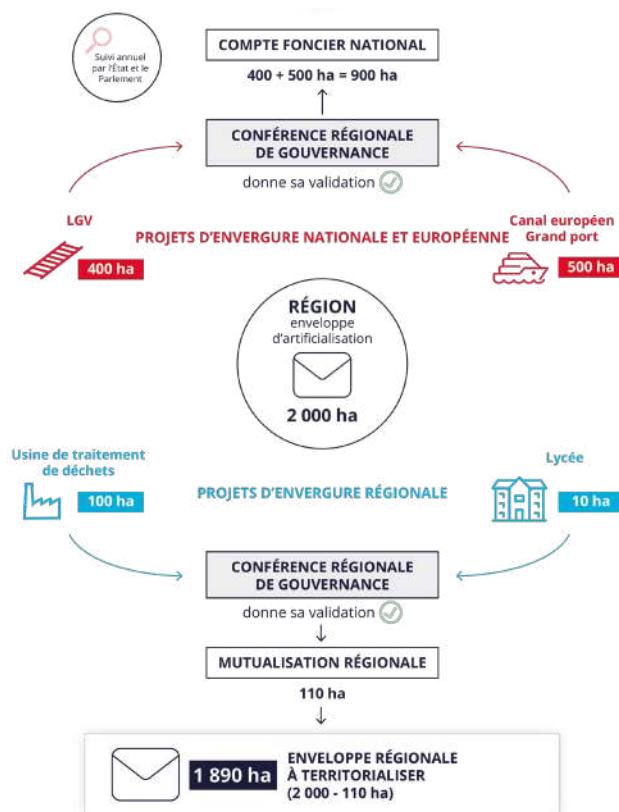 Suivi annuel
par l'État et le
Parlement
COMPTE FONCIER NATIONAL
400 + 500 ha = 900 ha
CONFÉRENCE RÉGIONALE
DE GOUVERNANCE
donne sa validation
LGV
400 ha
PROJETS D'ENVERGURE NATIONALE ET EUROPÉENNE
Canal européen
Grand port
500 ha
RÉGION
enveloppe
d'artificialisation
2 000 ha
Usine de traitement
de déchets
100 ha
PROJETS D'ENVERGURE RÉGIONALE
Lycée
10 ha
CONFÉRENCE RÉGIONALE
DE GOUVERNANCE
donne sa validation
MUTUALISATION RÉGIONALE
110 ha
1 890 ha
ENVELOPPE RÉGIONALE
À TERRITORIALISER
(2 000 - 110 ha)